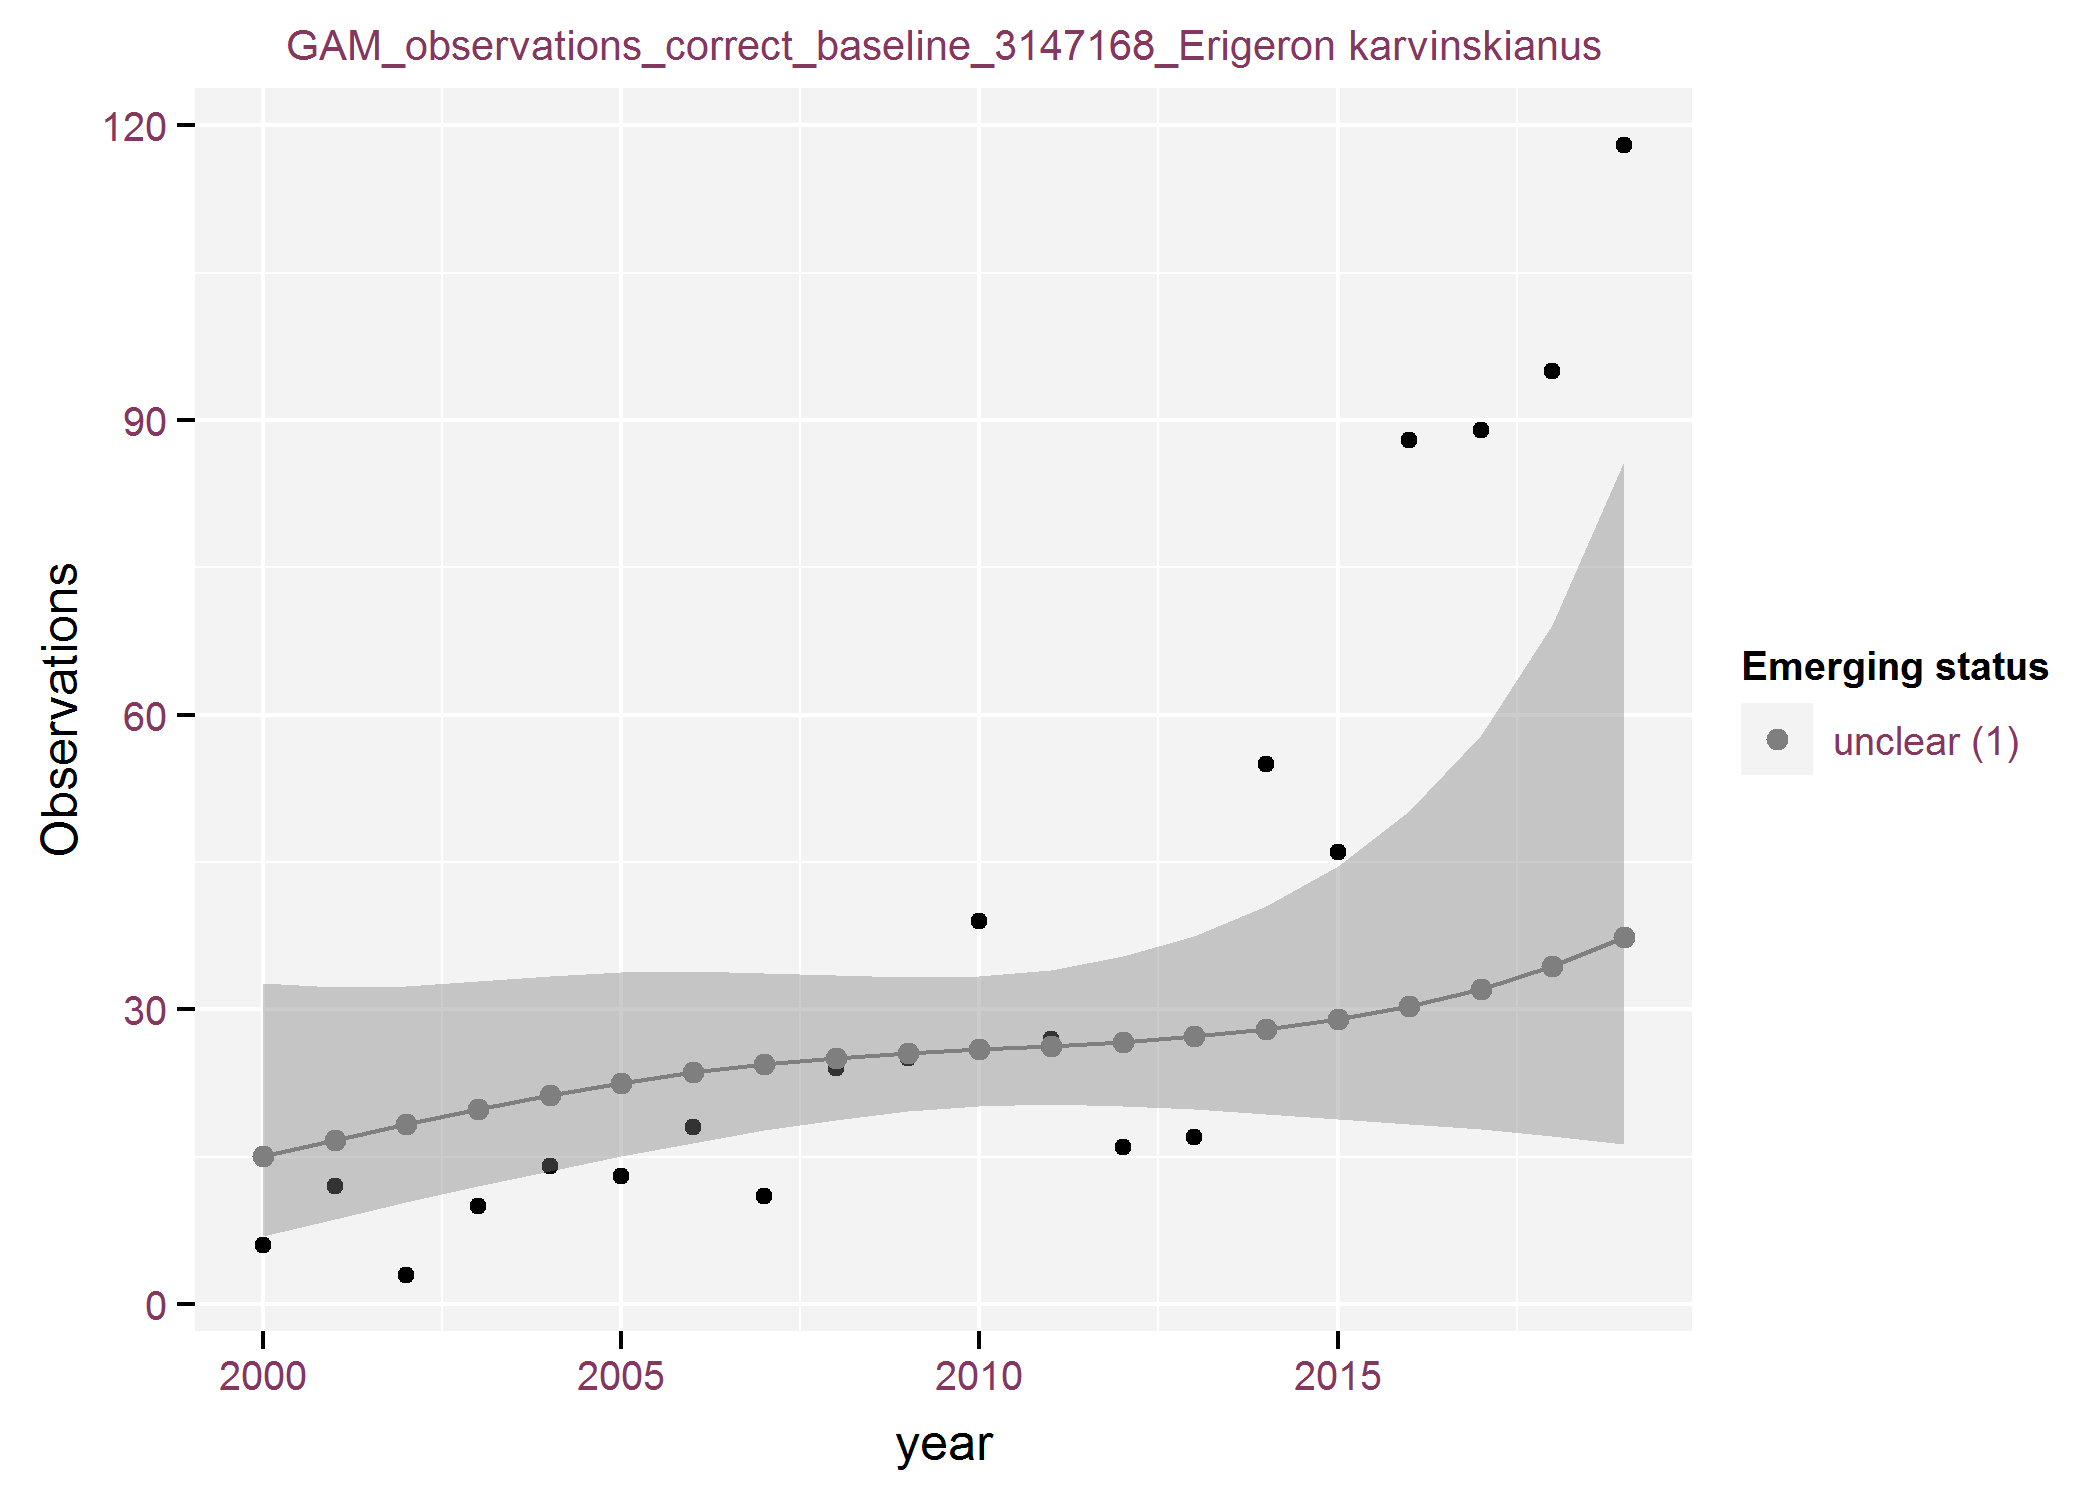 GAM_observations_correct_baseline_3147168_Erigeron karvinskianus
120
90
60
30
0
Observations
2000 2005 2010 2015
year
Emerging status
unclear (1)